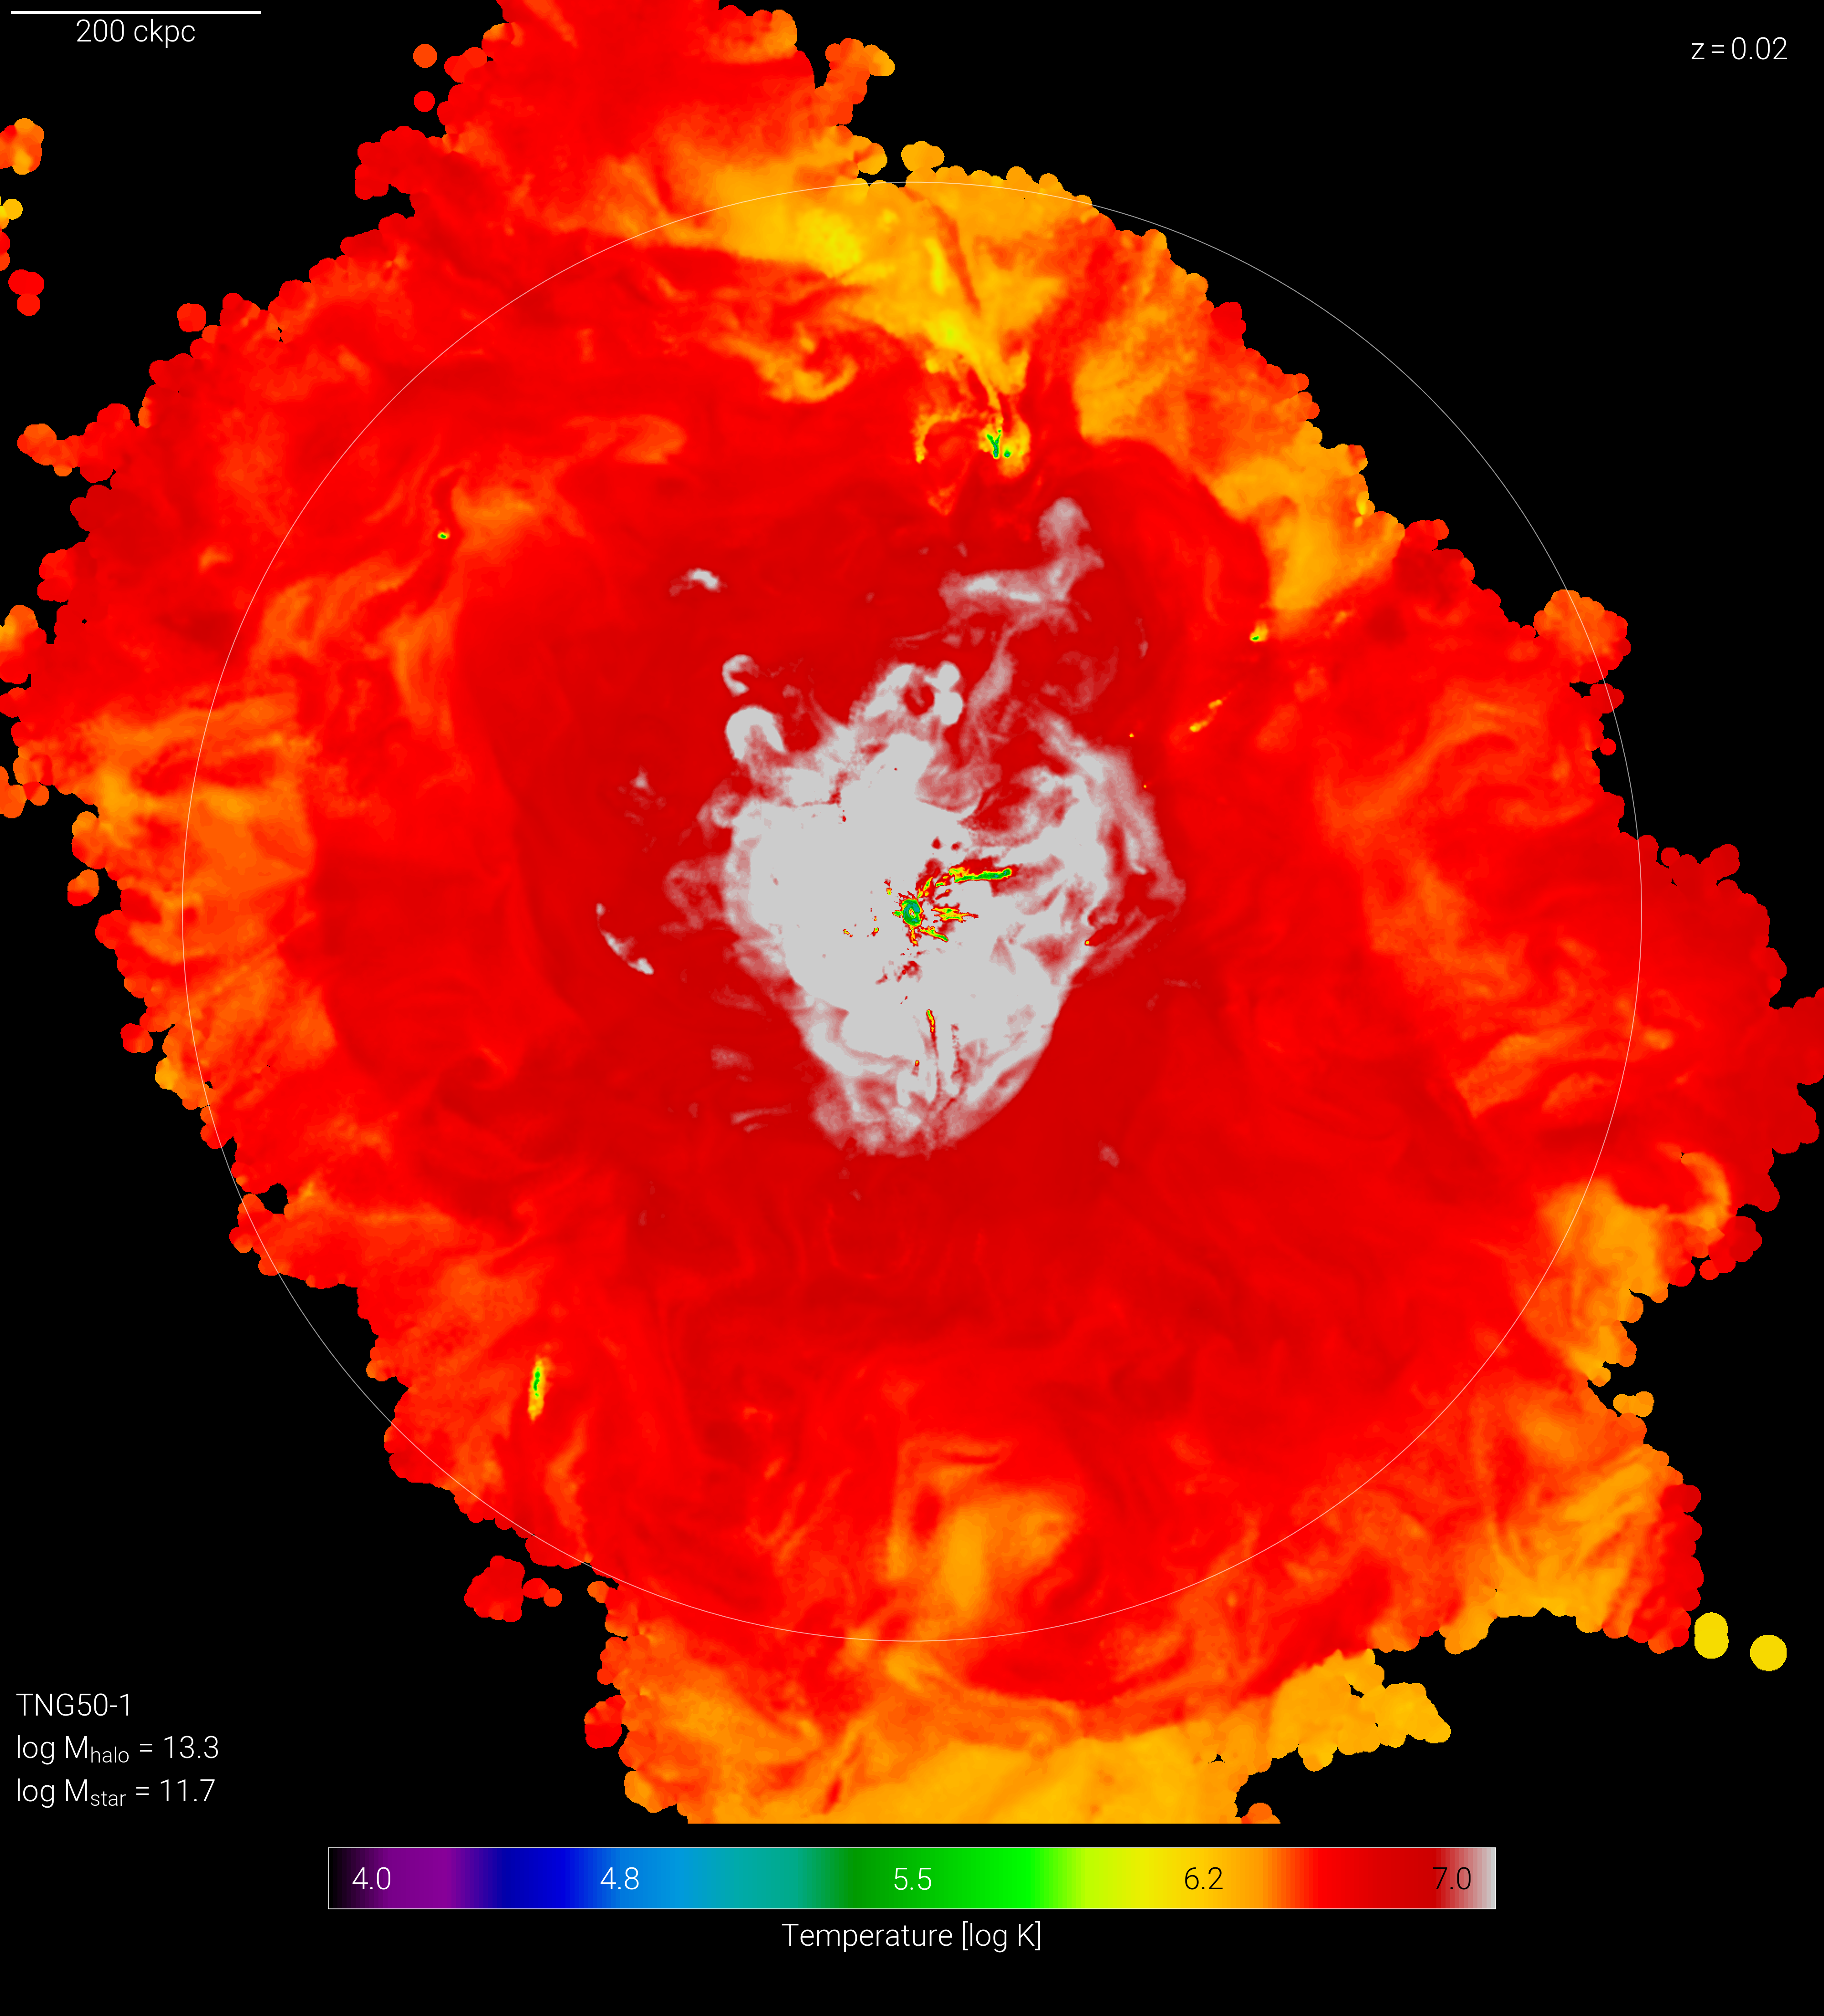 200 ckpc
z = 0.02
TNG50-1
log Mhalo = 13.3
log Mstar = 11.7
4.0 4.8 5.5 6.2 7.0
Temperature [log K]